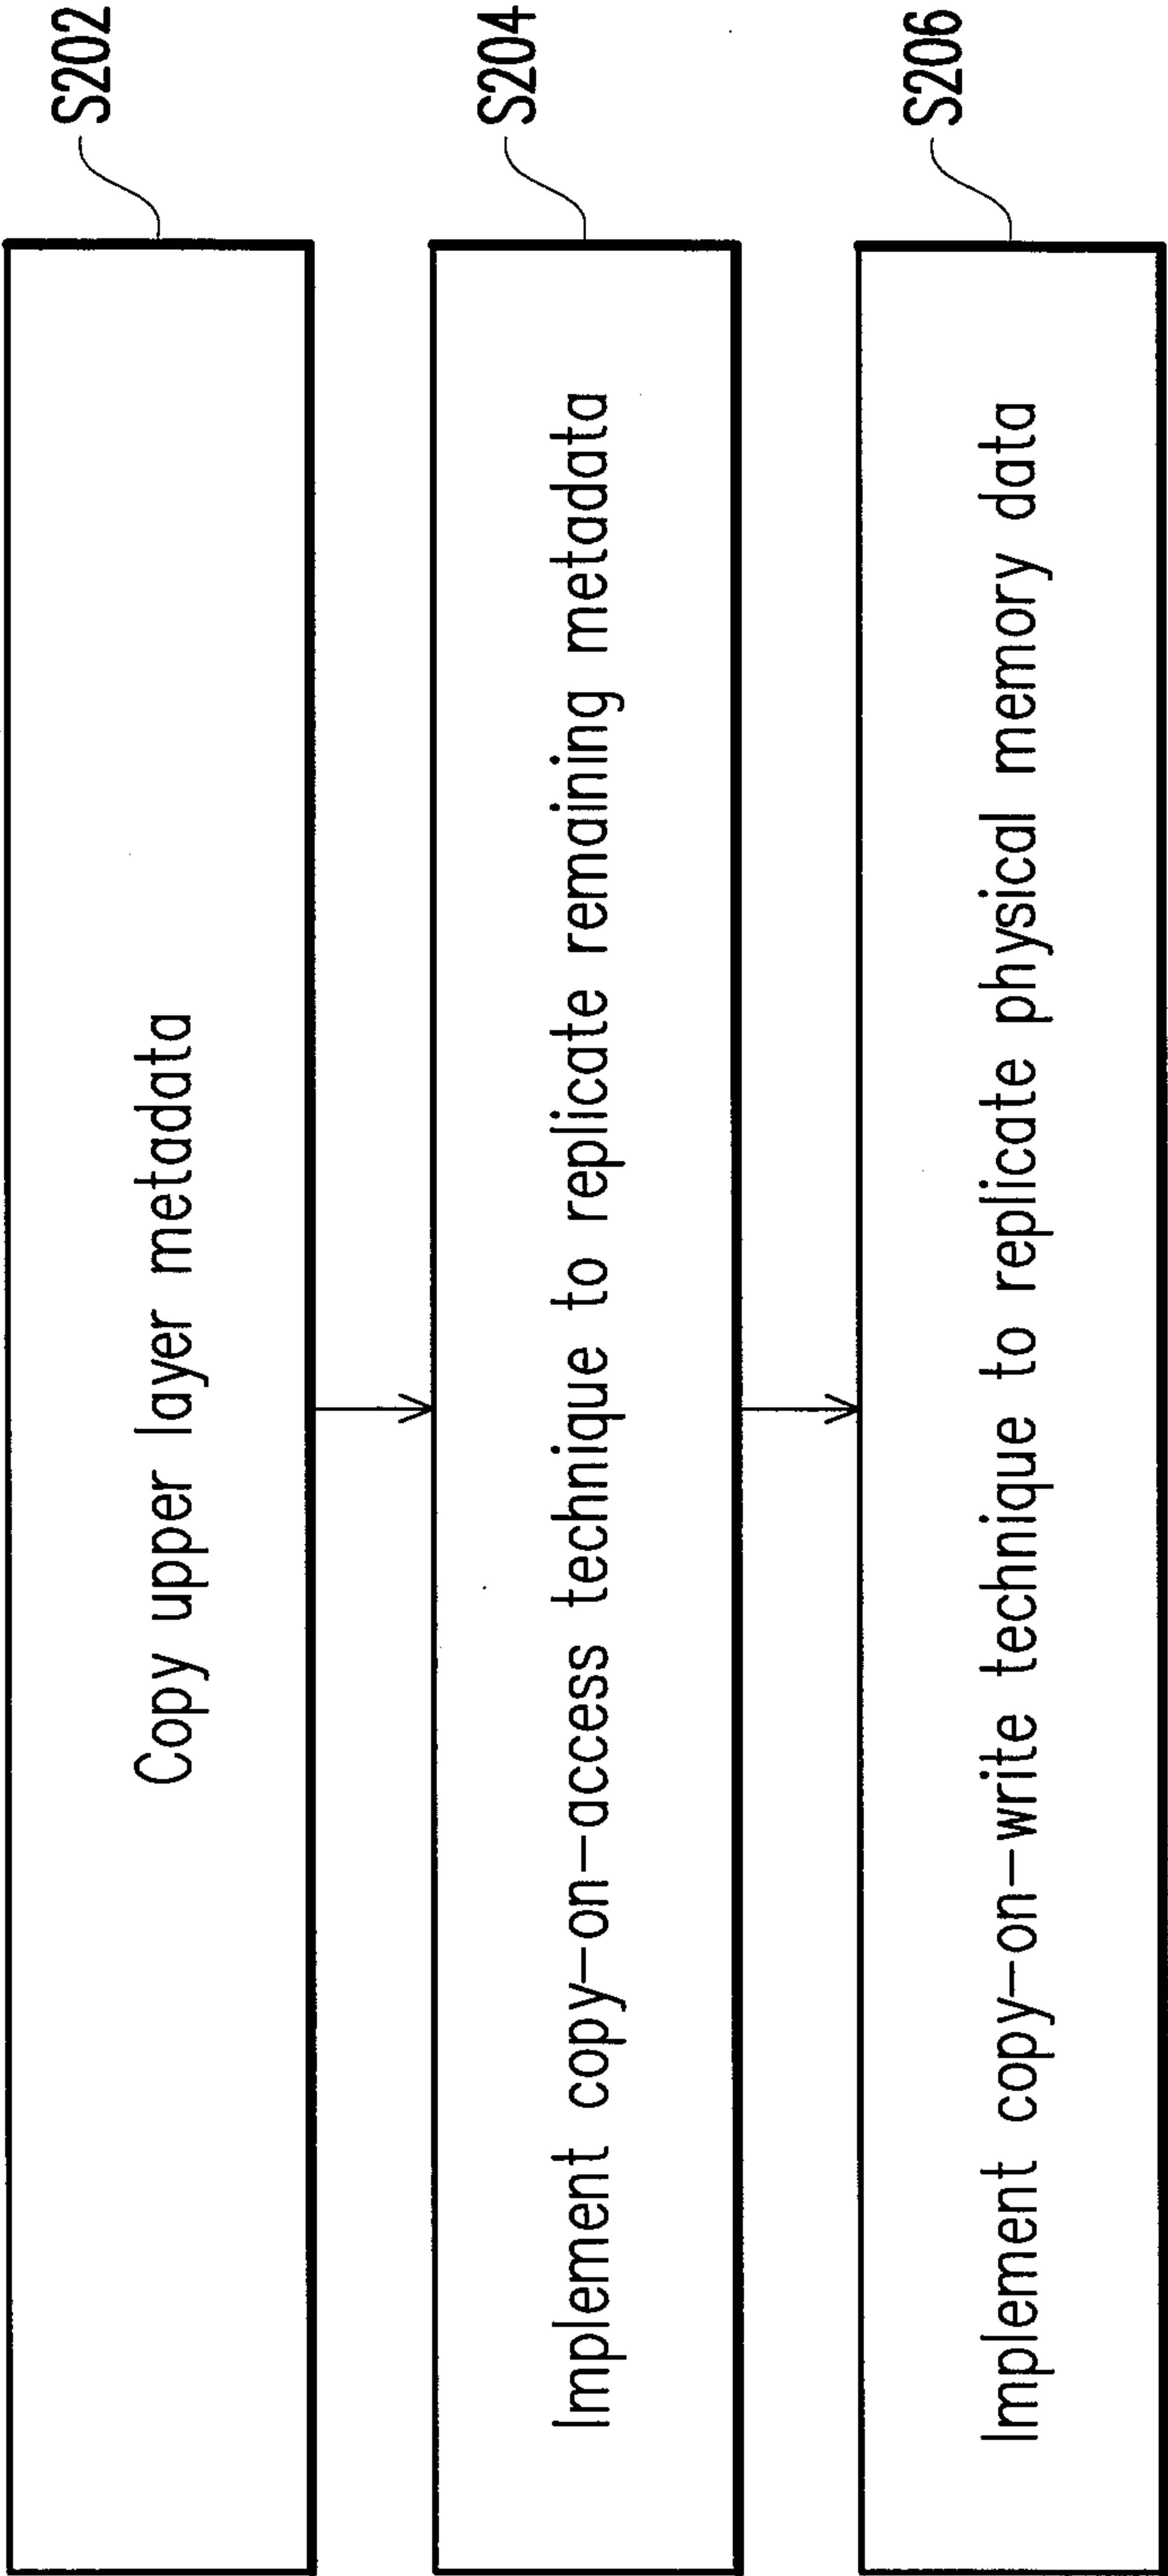 Copy upper layer metadata
S202
Implement copy-on-access technique to replicate remaining metadata
S204
Implement copy-on-write technique to replicate physical memory data
S206